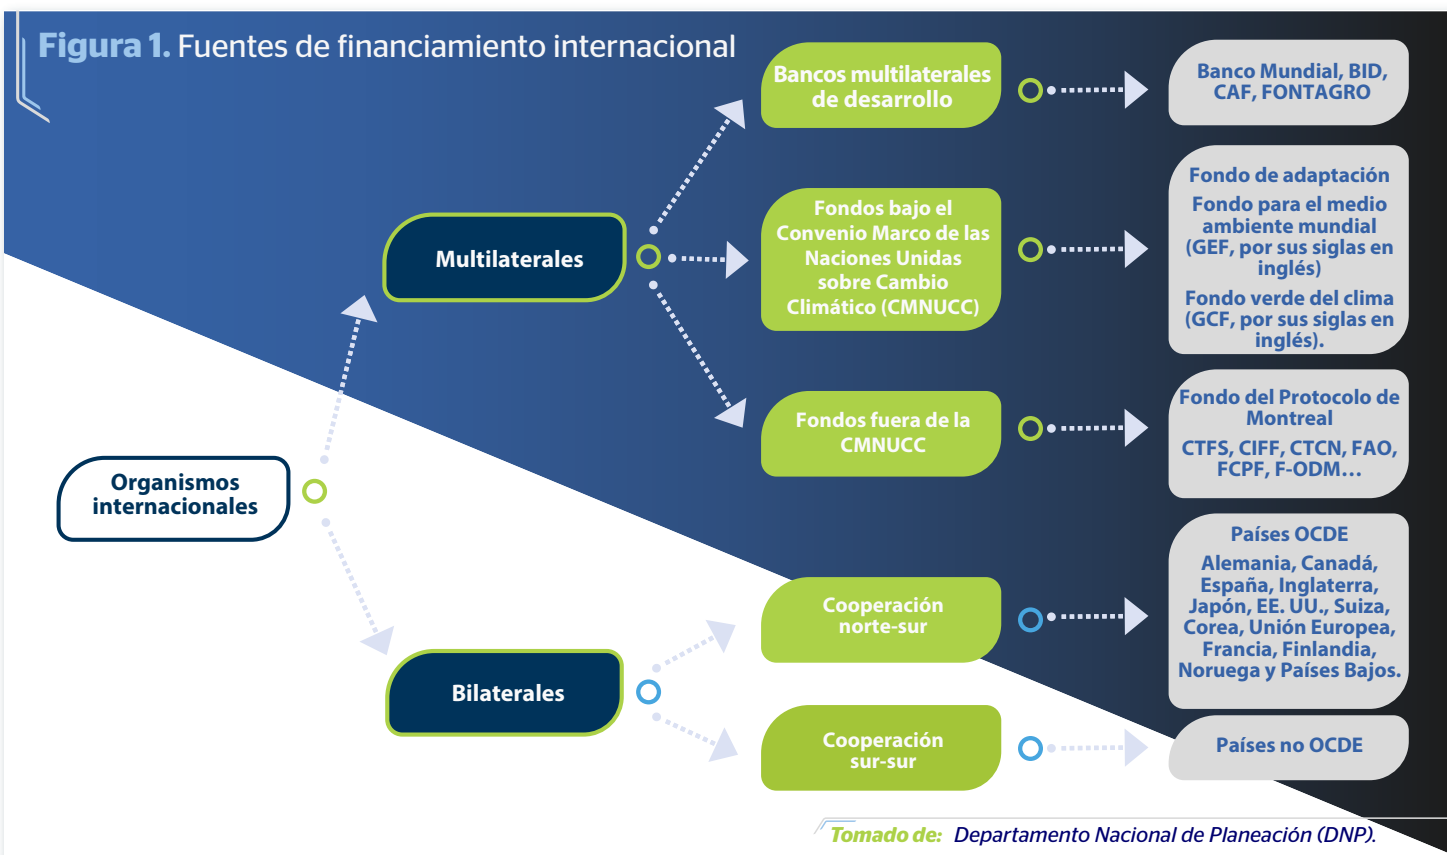 Figura 1. Fuentes de financiamiento internacional
Organismos
internacionales
Multilaterales
Bancos multilaterales
de desarrollo
Banco Mundial, BID,
CAF, FONTAGRO
Fondos bajo el
Convenio Marco de las
Naciones Unidas
sobre Cambio
Climático (CMNUCC)
Fondo de adaptación
Fondo para el medio
ambiente mundial
(GEF, por sus siglas en
inglés)
Fondo verde del clima
(GCF, por sus siglas en
inglés).
Fondos fuera de la
CMNUCC
Fondo del Protocolo de
Montreal
CTFS, CIFF, CTCN, FAO,
FCPF, F-ODM...
Bilaterales
Cooperación
norte-sur
Países OCDE
Alemania, Canadá,
España, Inglaterra,
Japón, EE. UU., Suiza,
Corea, Unión Europea,
Francia, Finlandia,
Noruega y Países Bajos.
Cooperación
sur-sur
Países no OCDE
Tomado de: Departamento Nacional de Planeación (DNP).